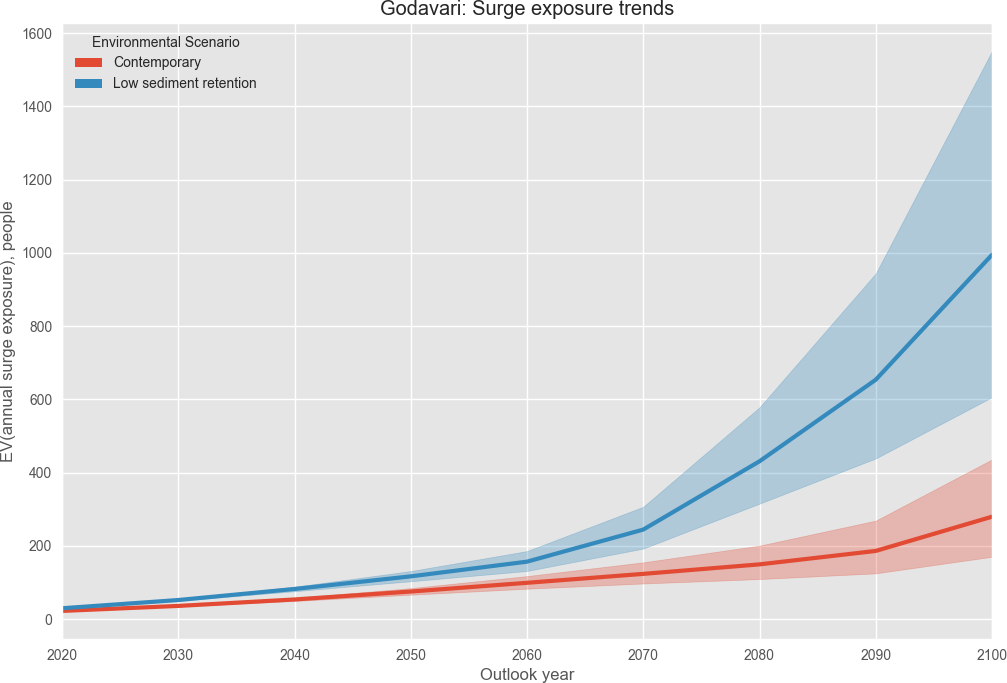 Godavari: Surge exposure trends
Environmental Scenario
Contemporary
Low sediment retention
1600
1400
1200
1000
800
600
400
200
0
EV(annual surge exposure), people
2020 2030 2040 2050 2060 2070 2080 2090 2100
Outlook year